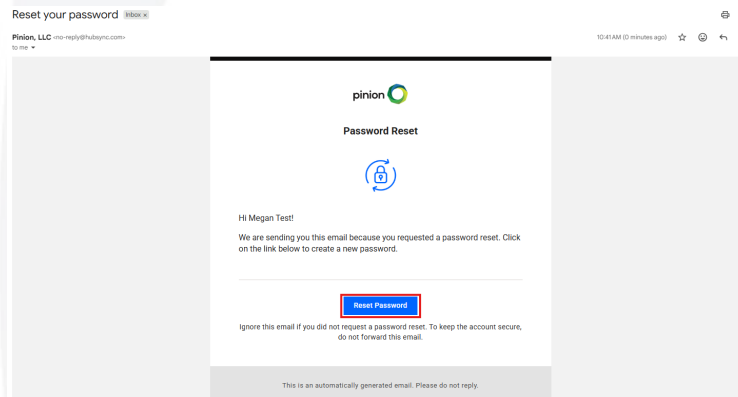 Reset your password Inbox x
Pinion, LLC <no-reply@hubsync.com> 10:41 AM (0 minutes ago)
to me
pinion
Password Reset
Hi Megan Test!
We are sending you this email because you requested a password reset. Click
on the link below to create a new password.
Reset Password
Ignore this email if you did not request a password reset. To keep the account secure,
do not forward this email.
This is an automatically generated email. Please do not reply.